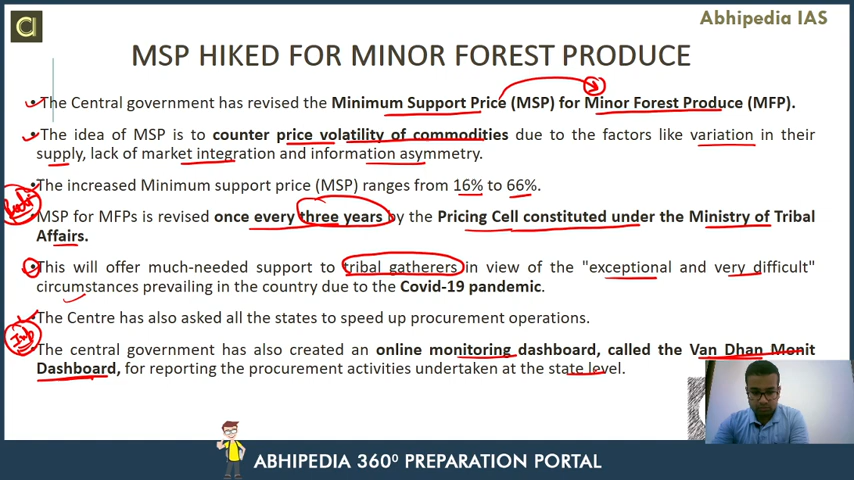 Abhipedia IAS
a
MSP HIKED FOR MINOR FOREST PRODUCE
•The Central government has revised the Minimum Support Price (MSP) for Minor Forest Produce (MFP).
•The idea of MSP is to counter price volatility of commodities due to the factors like variation in their
supply, lack of market integration and information asymmetry.
•The increased Minimum support price (MSP) ranges from 16% to 66%.
•MSP for MFPs is revised once every three years by the Pricing Cell constituted under the Ministry of Tribal
Affairs.
•This will offer much-needed support to tribal gatherers in view of the "exceptional and very difficult"
circumstances prevailing in the country due to the Covid-19 pandemic.
•The Centre has also asked all the states to speed up procurement operations.
Imp
•The central government has also created an online monitoring dashboard, called the Van Dhan Monit
Dashboard, for reporting the procurement activities undertaken at the state level.
ABHIPEDIA 360⁰ PREPARATION PORTAL